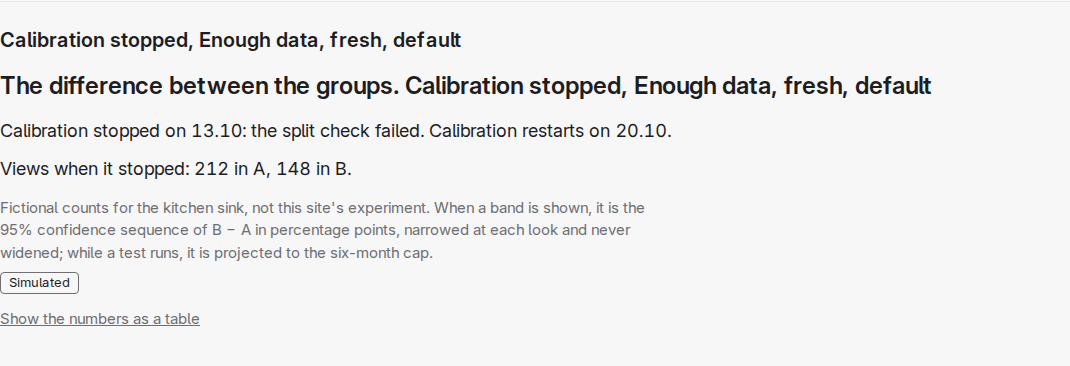 Calibration stopped, Enough data, fresh, default
The difference between the groups. Calibration stopped, Enough data, fresh, default
Calibration stopped on 13.10: the split check failed. Calibration restarts on 20.10.
Views when it stopped: 212 in A, 148 in B.
Fictional counts for the kitchen sink, not this site's experiment. When a band is shown, it is the
95% confidence sequence of B − A in percentage points, narrowed at each look and never
widened; while a test runs, it is projected to the six-month cap.
Simulated
Show the numbers as a table